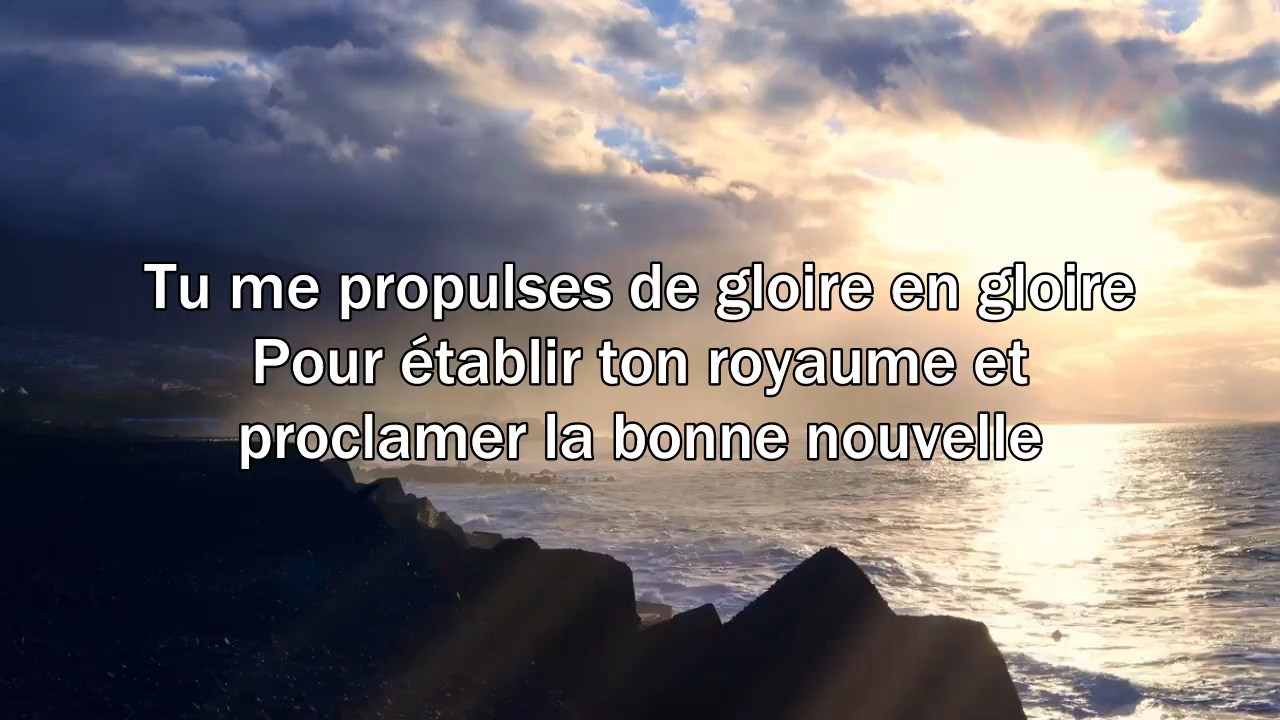 Tu me propulses de gloire en gloire
Pour établir ton royaume et
proclamer la bonne nouvelle